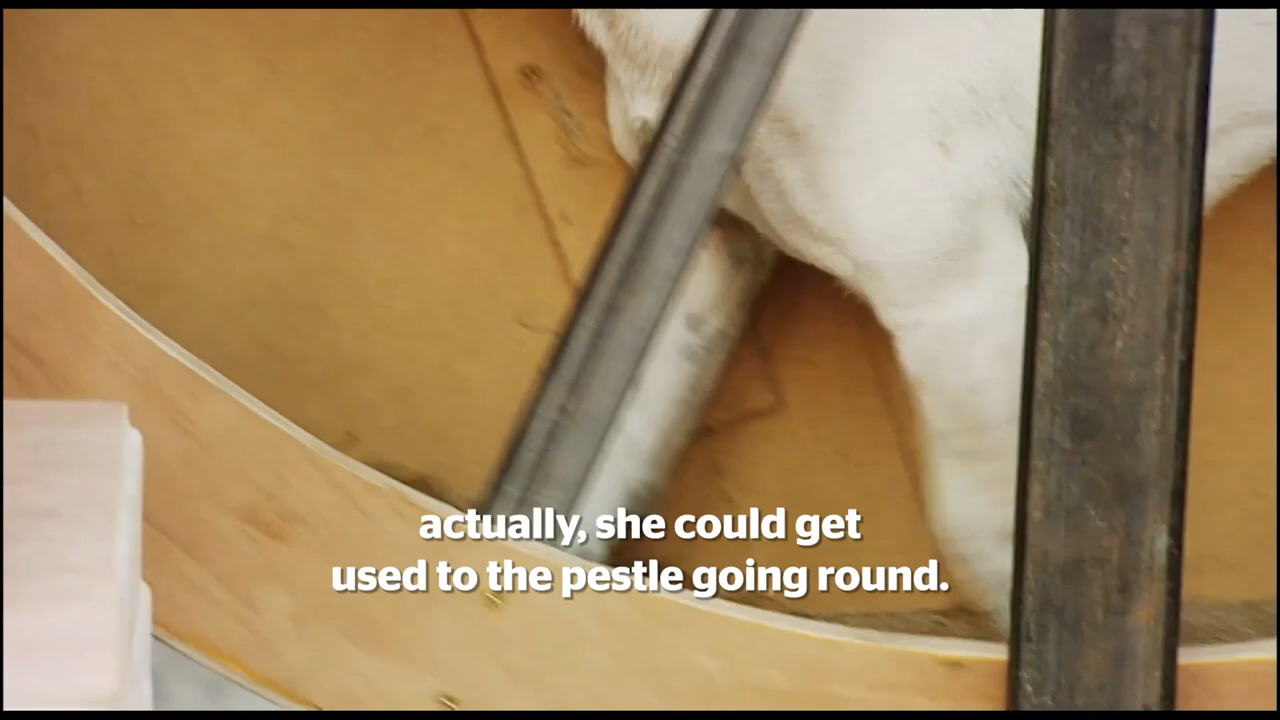 actually, she could get
used to the pestle going round.